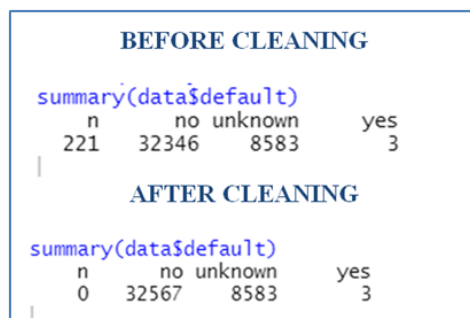 BEFORE CLEANING
summary(data$default)
n no unknown yes
221 32346 8583 3
AFTER CLEANING
summary(data$default)
n no unknown yes
0 32567 8583 3